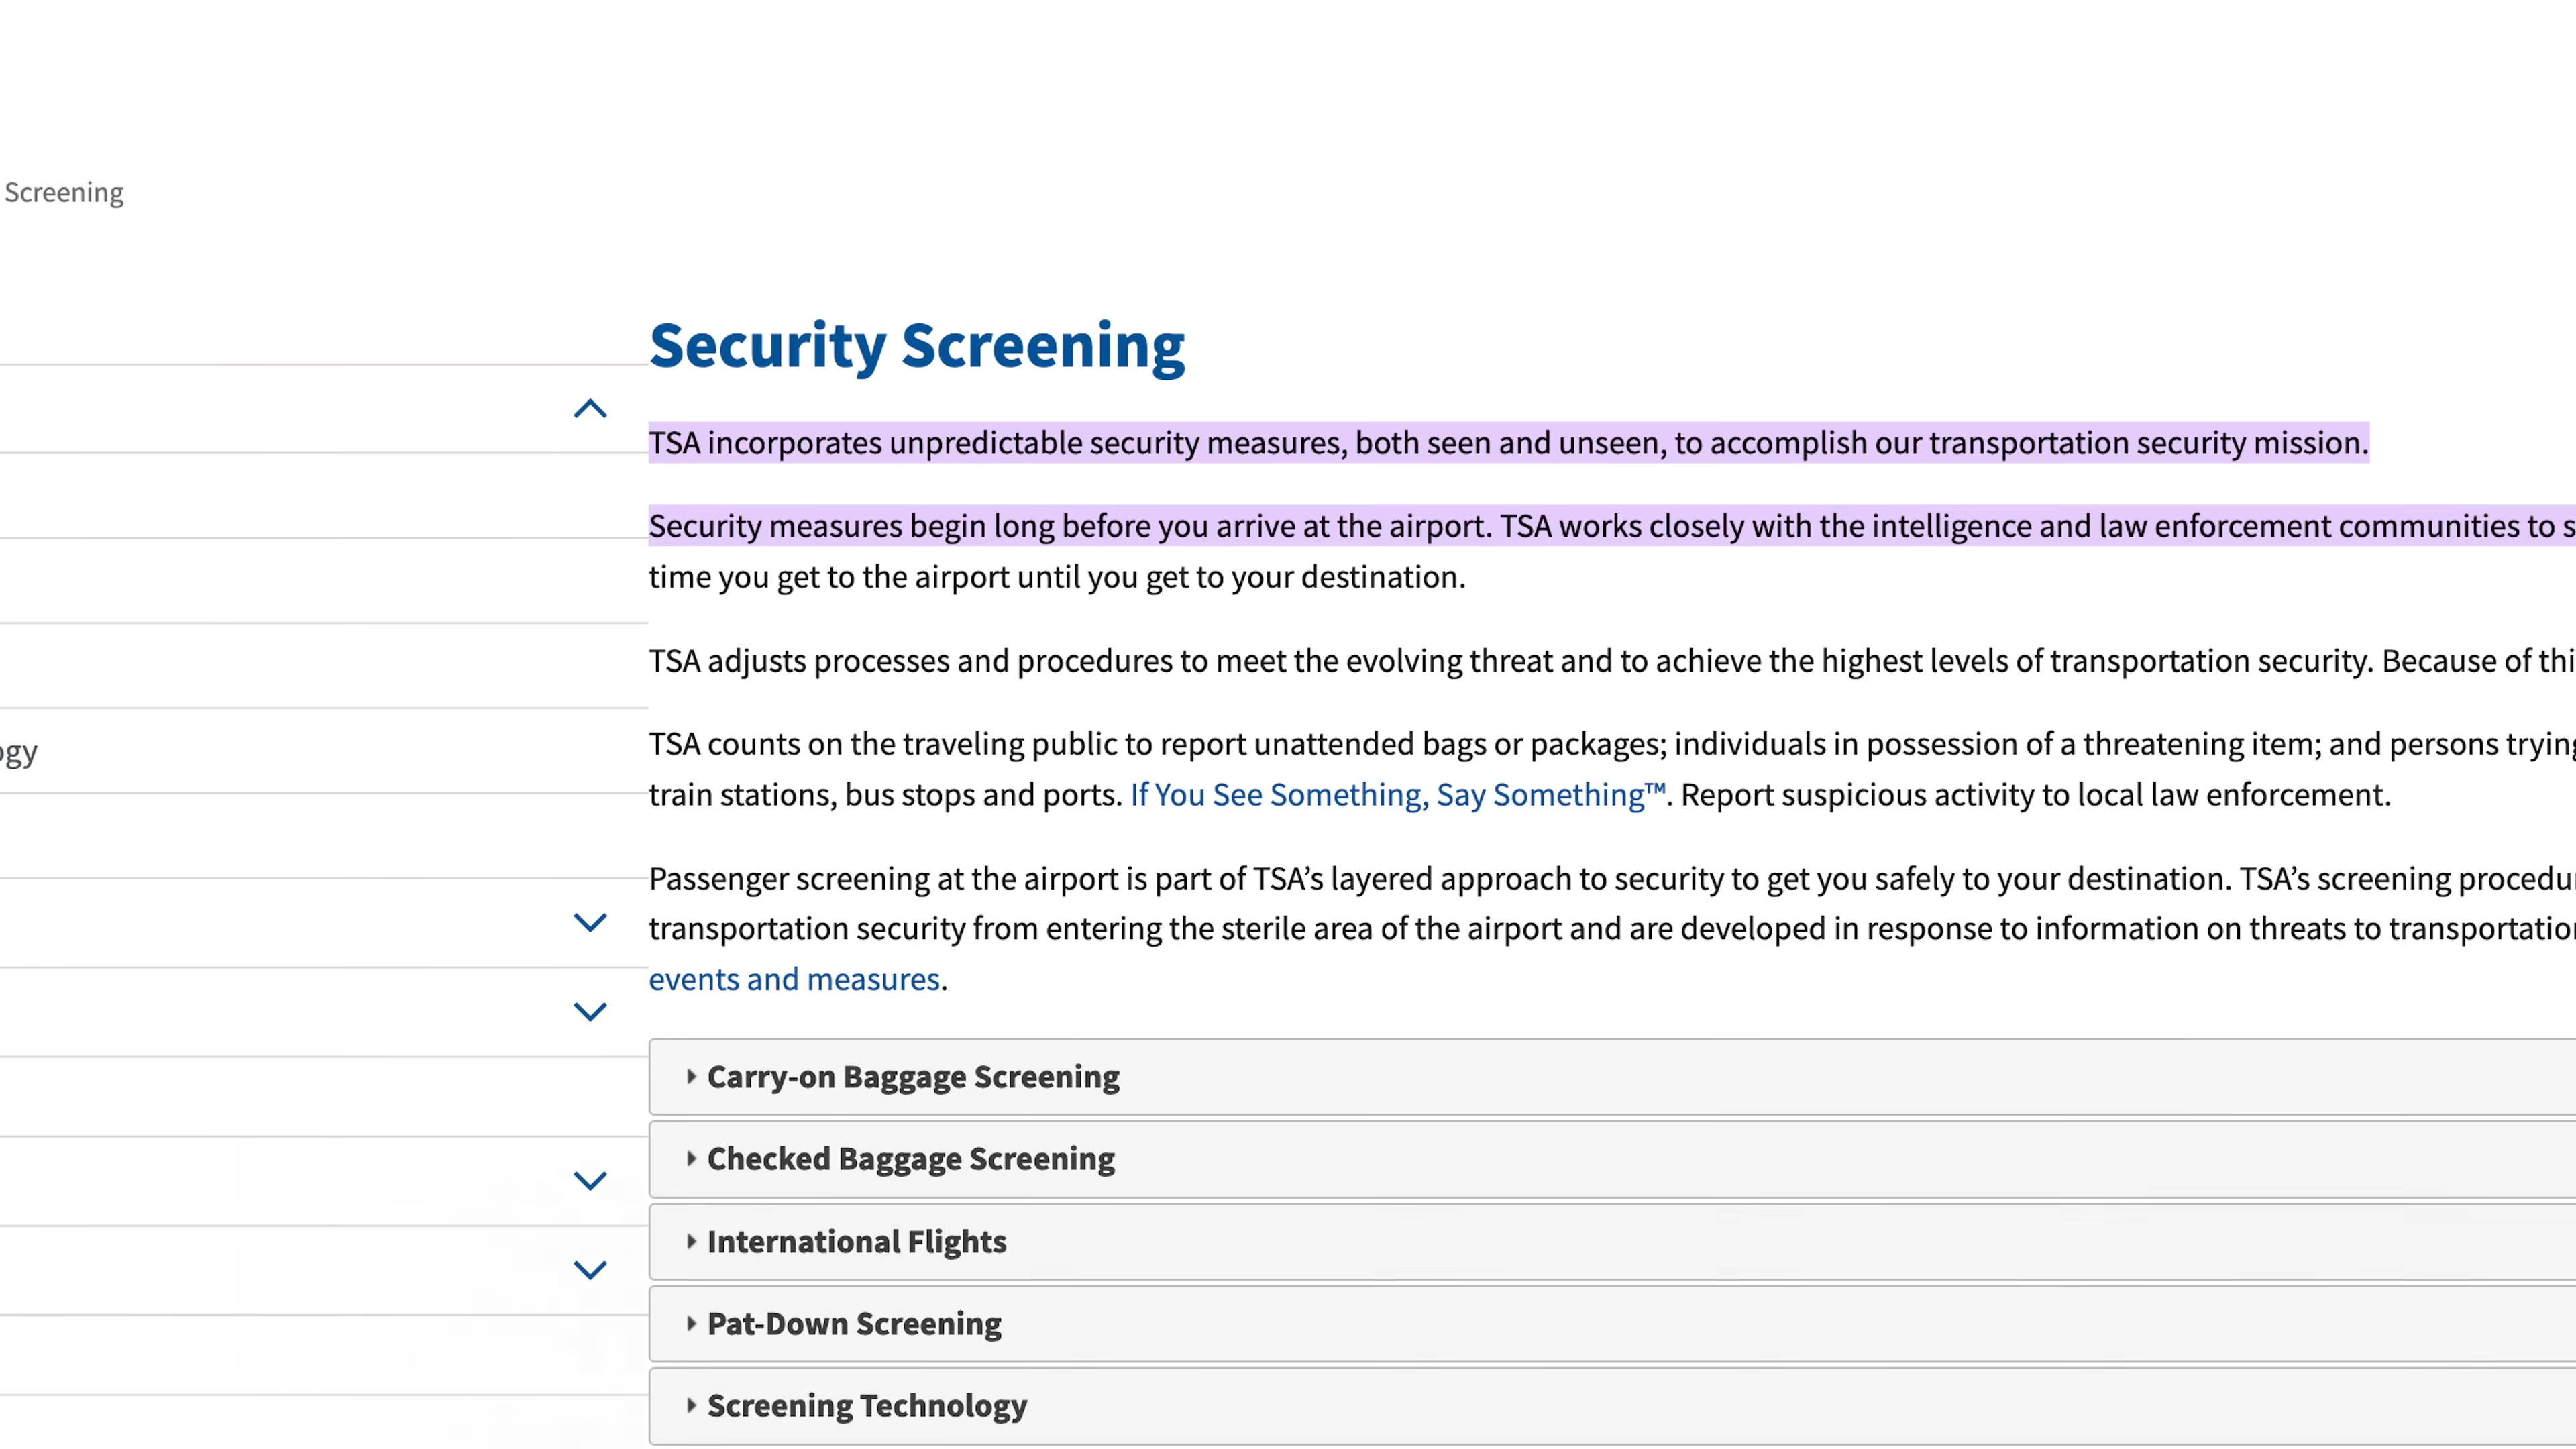 Screening
Security Screening
TSA incorporates unpredictable security measures, both seen and unseen, to accomplish our transportation security mission.
Security measures begin long before you arrive at the airport. TSA works closely with the intelligence and law enforcement communities to
time you get to the airport until you get to your destination.
TSA adjusts processes and procedures to meet the evolving threat and to achieve the highest levels of transportation security. Because of
TSA counts on the traveling public to report unattended bags or packages; individuals in possession of a threatening item; and persons
train stations, bus stops and ports. If You See Something, Say Something™. Report suspicious activity to local law enforcement.
Passenger screening at the airport is part of TSA’s layered approach to security to get you safely to your destination. TSA’s screening
transportation security from entering the sterile area of the airport and are developed in response to information on threats to
events and measures.
Carry-on Baggage Screening
Checked Baggage Screening
International Flights
Pat-Down Screening
Screening Technology